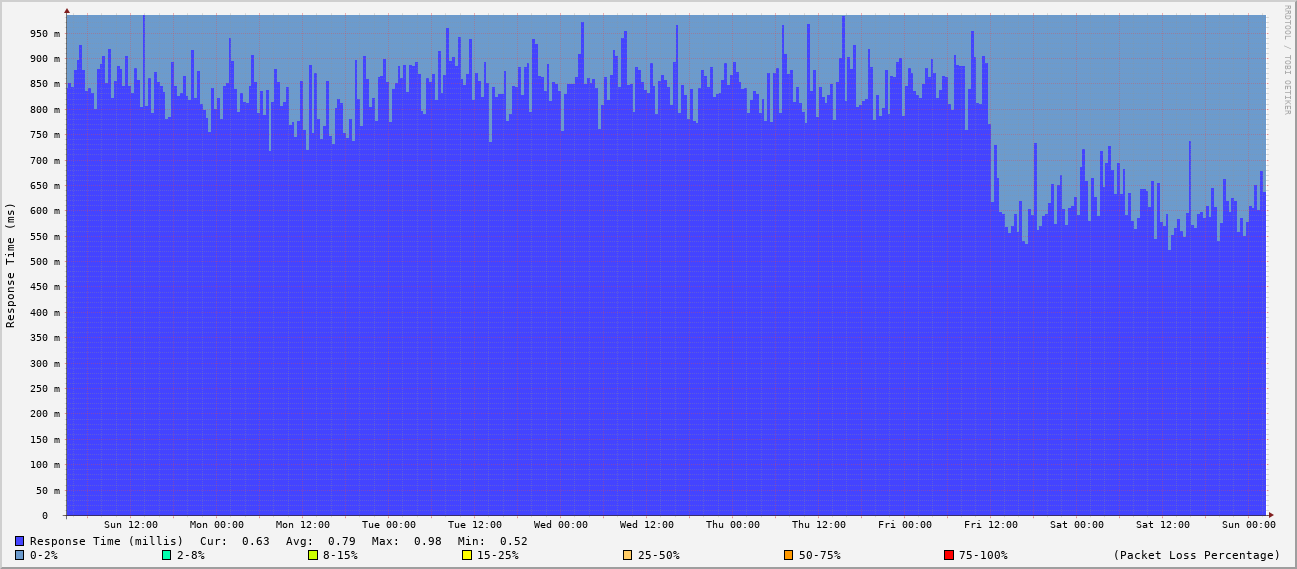 RRDTOOL / TOBI OETIKER
Response Time (ms)
950 m
900 m
850 m
800 m
750 m
700 m
650 m
600 m
550 m
500 m
450 m
400 m
350 m
300 m
250 m
200 m
150 m
100 m
50 m
0
Sun 12:00 Mon 00:00 Mon 12:00 Tue 00:00 Tue 12:00 Wed 00:00 Wed 12:00 Thu 00:00 Thu 12:00 Fri 00:00 Fri 12:00 Sat 00:00 Sat 12:00 Sun 00:00
Response Time (millis) Cur: 0.63 Avg: 0.79 Max: 0.98 Min: 0.52
0-2% 2-8% 8-15% 15-25% 25-50% 50-75% 75-100% (Packet Loss Percentage)